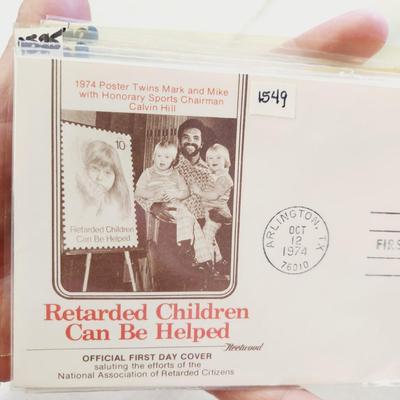 1974 Poster Twins Mark and Mike
with Honorary Sports Chairman
Calvin Hill
1549
10
Retarded Children
Can Be Helped
ARLINGTON, TX
OCT
12
1974
76010
FIRS
Retarded Children
Can Be Helped
Fleetwood
OFFICIAL FIRST DAY COVER
saluting the efforts of the
National Association of Retarded Citizens